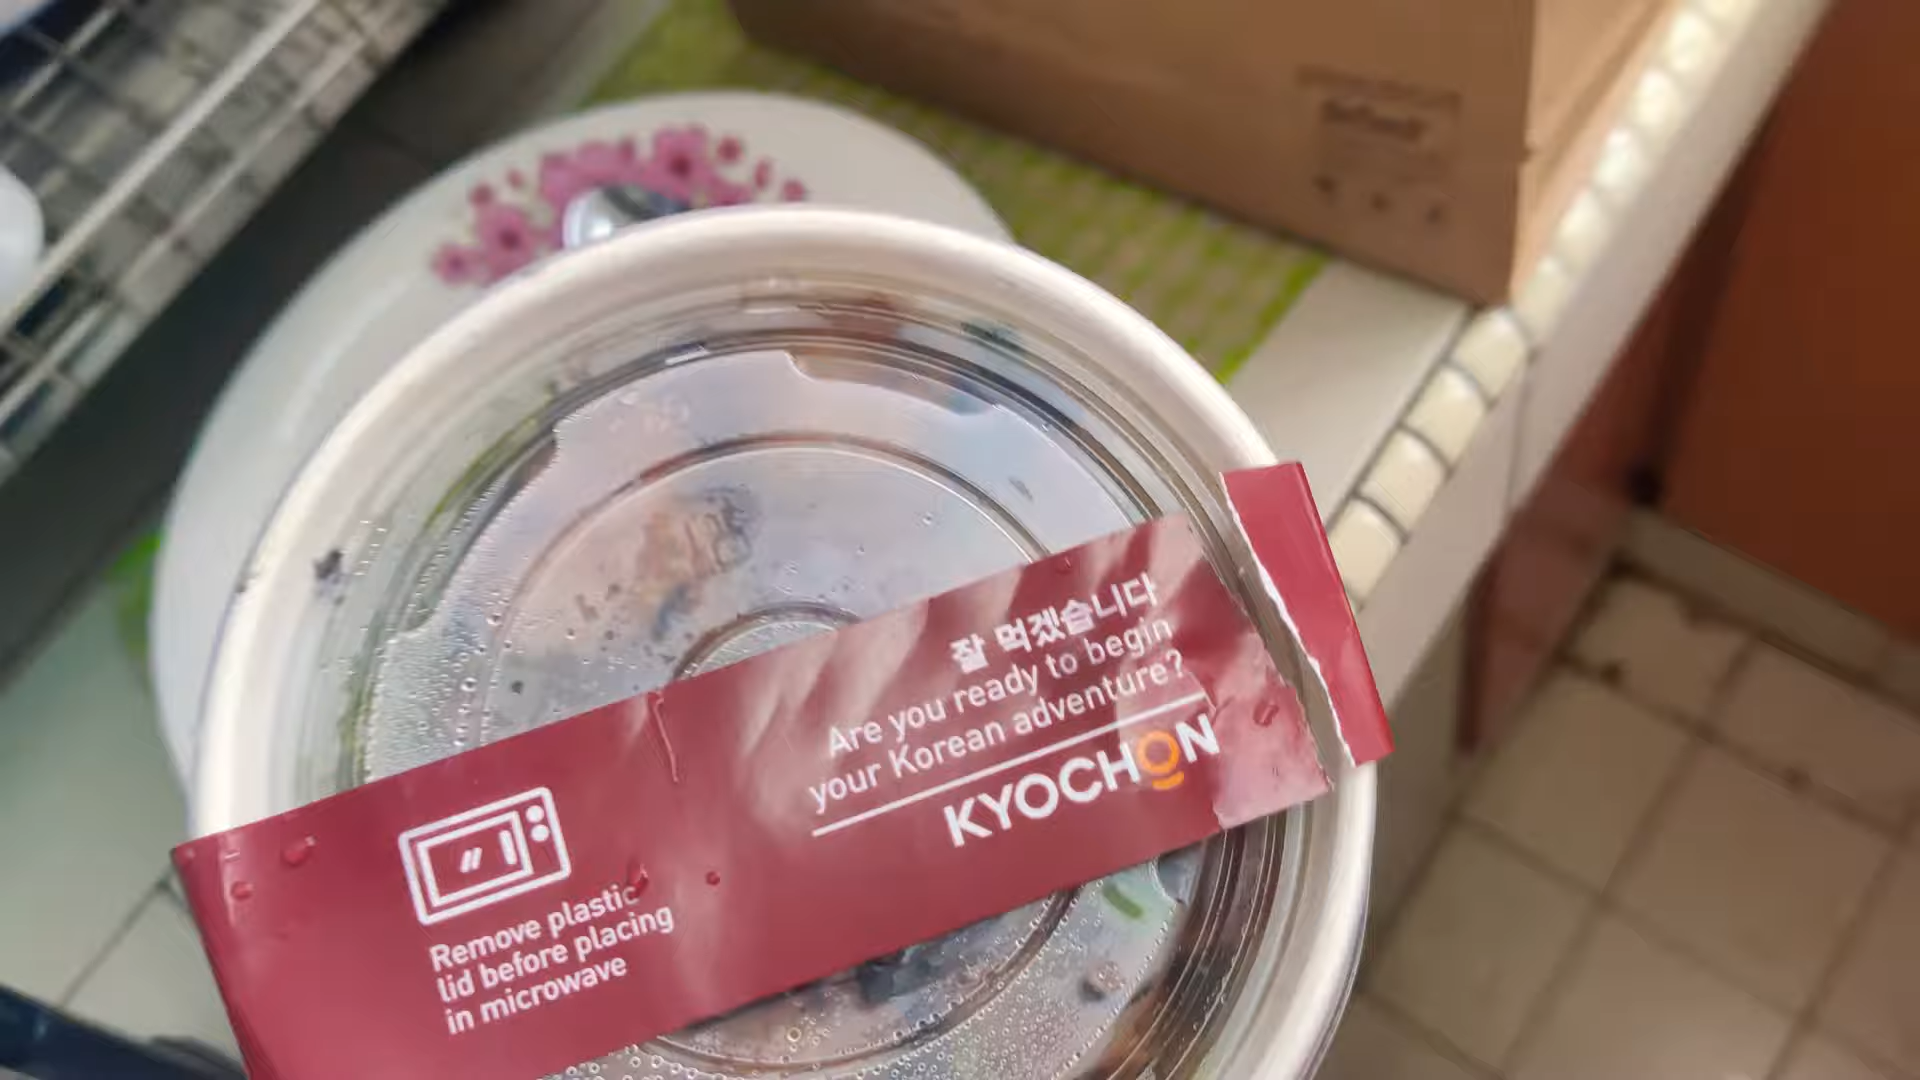 잘 먹겠습니다
Are you ready to begin
your Korean adventure?
KYOCHON
Remove plastic
lid before placing
in microwave